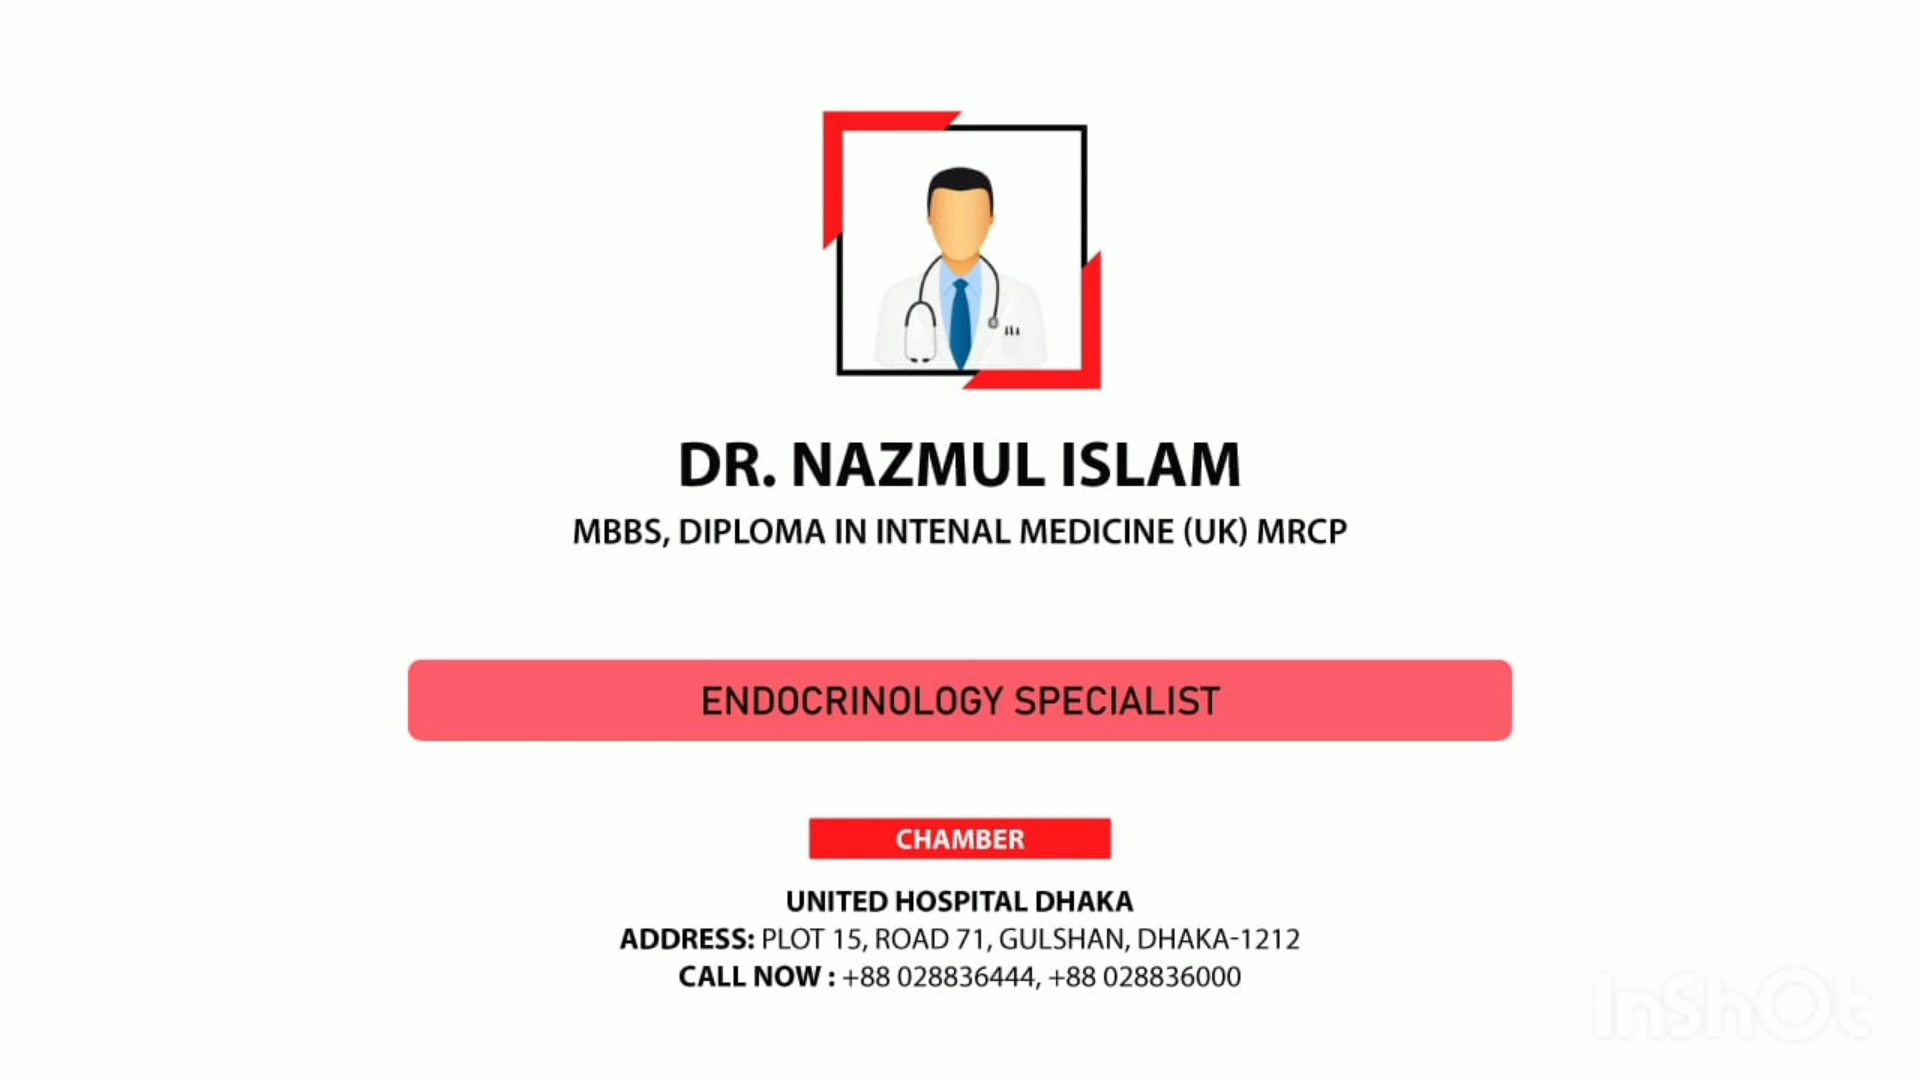 DR. NAZMUL ISLAM
MBBS, DIPLOMA IN INTENAL MEDICINE (UK) MRCP
ENDOCRINOLOGY SPECIALIST
CHAMBER
UNITED HOSPITAL DHAKA
ADDRESS: PLOT 15, ROAD 71, GULSHAN, DHAKA-1212
CALL NOW : +88 028836444, +88 028836000
InShOt